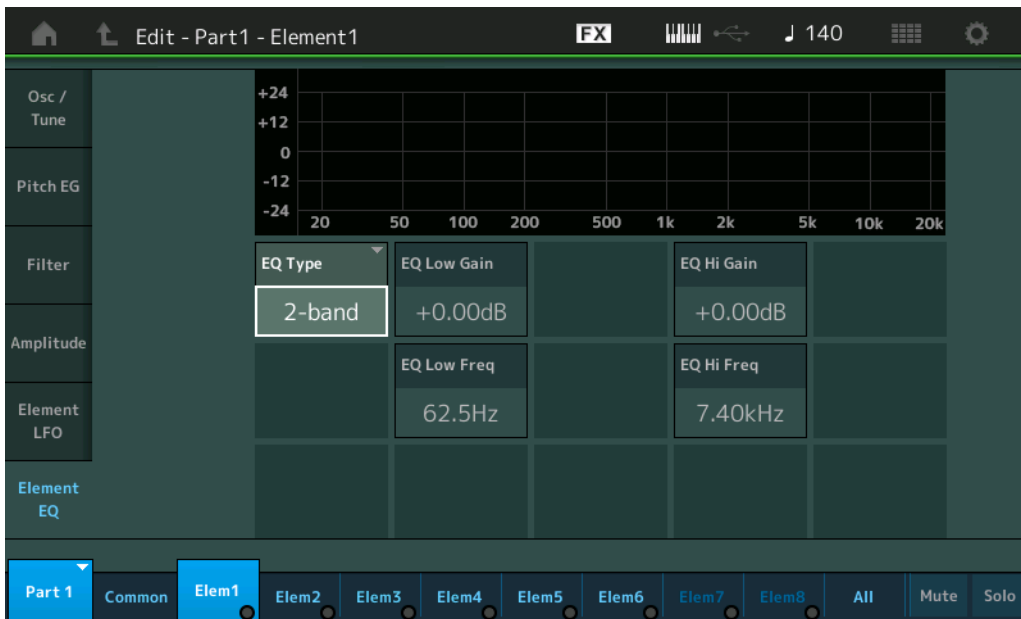 Edit - Part1 - Element1 FX ♩ 140
Osc /
Tune
Pitch EG
Filter
Amplitude
Element
LFO
Element
EQ
+24
+12
0
-12
-24
20 50 100 200 500 1k 2k 5k 10k 20k
EQ Type EQ Low Gain EQ Hi Gain
2-band +0.00dB +0.00dB
EQ Low Freq EQ Hi Freq
62.5Hz 7.40kHz
Part 1 Common Elem1 Elem2 Elem3 Elem4 Elem5 Elem6 Elem7 Elem8 All Mute Solo